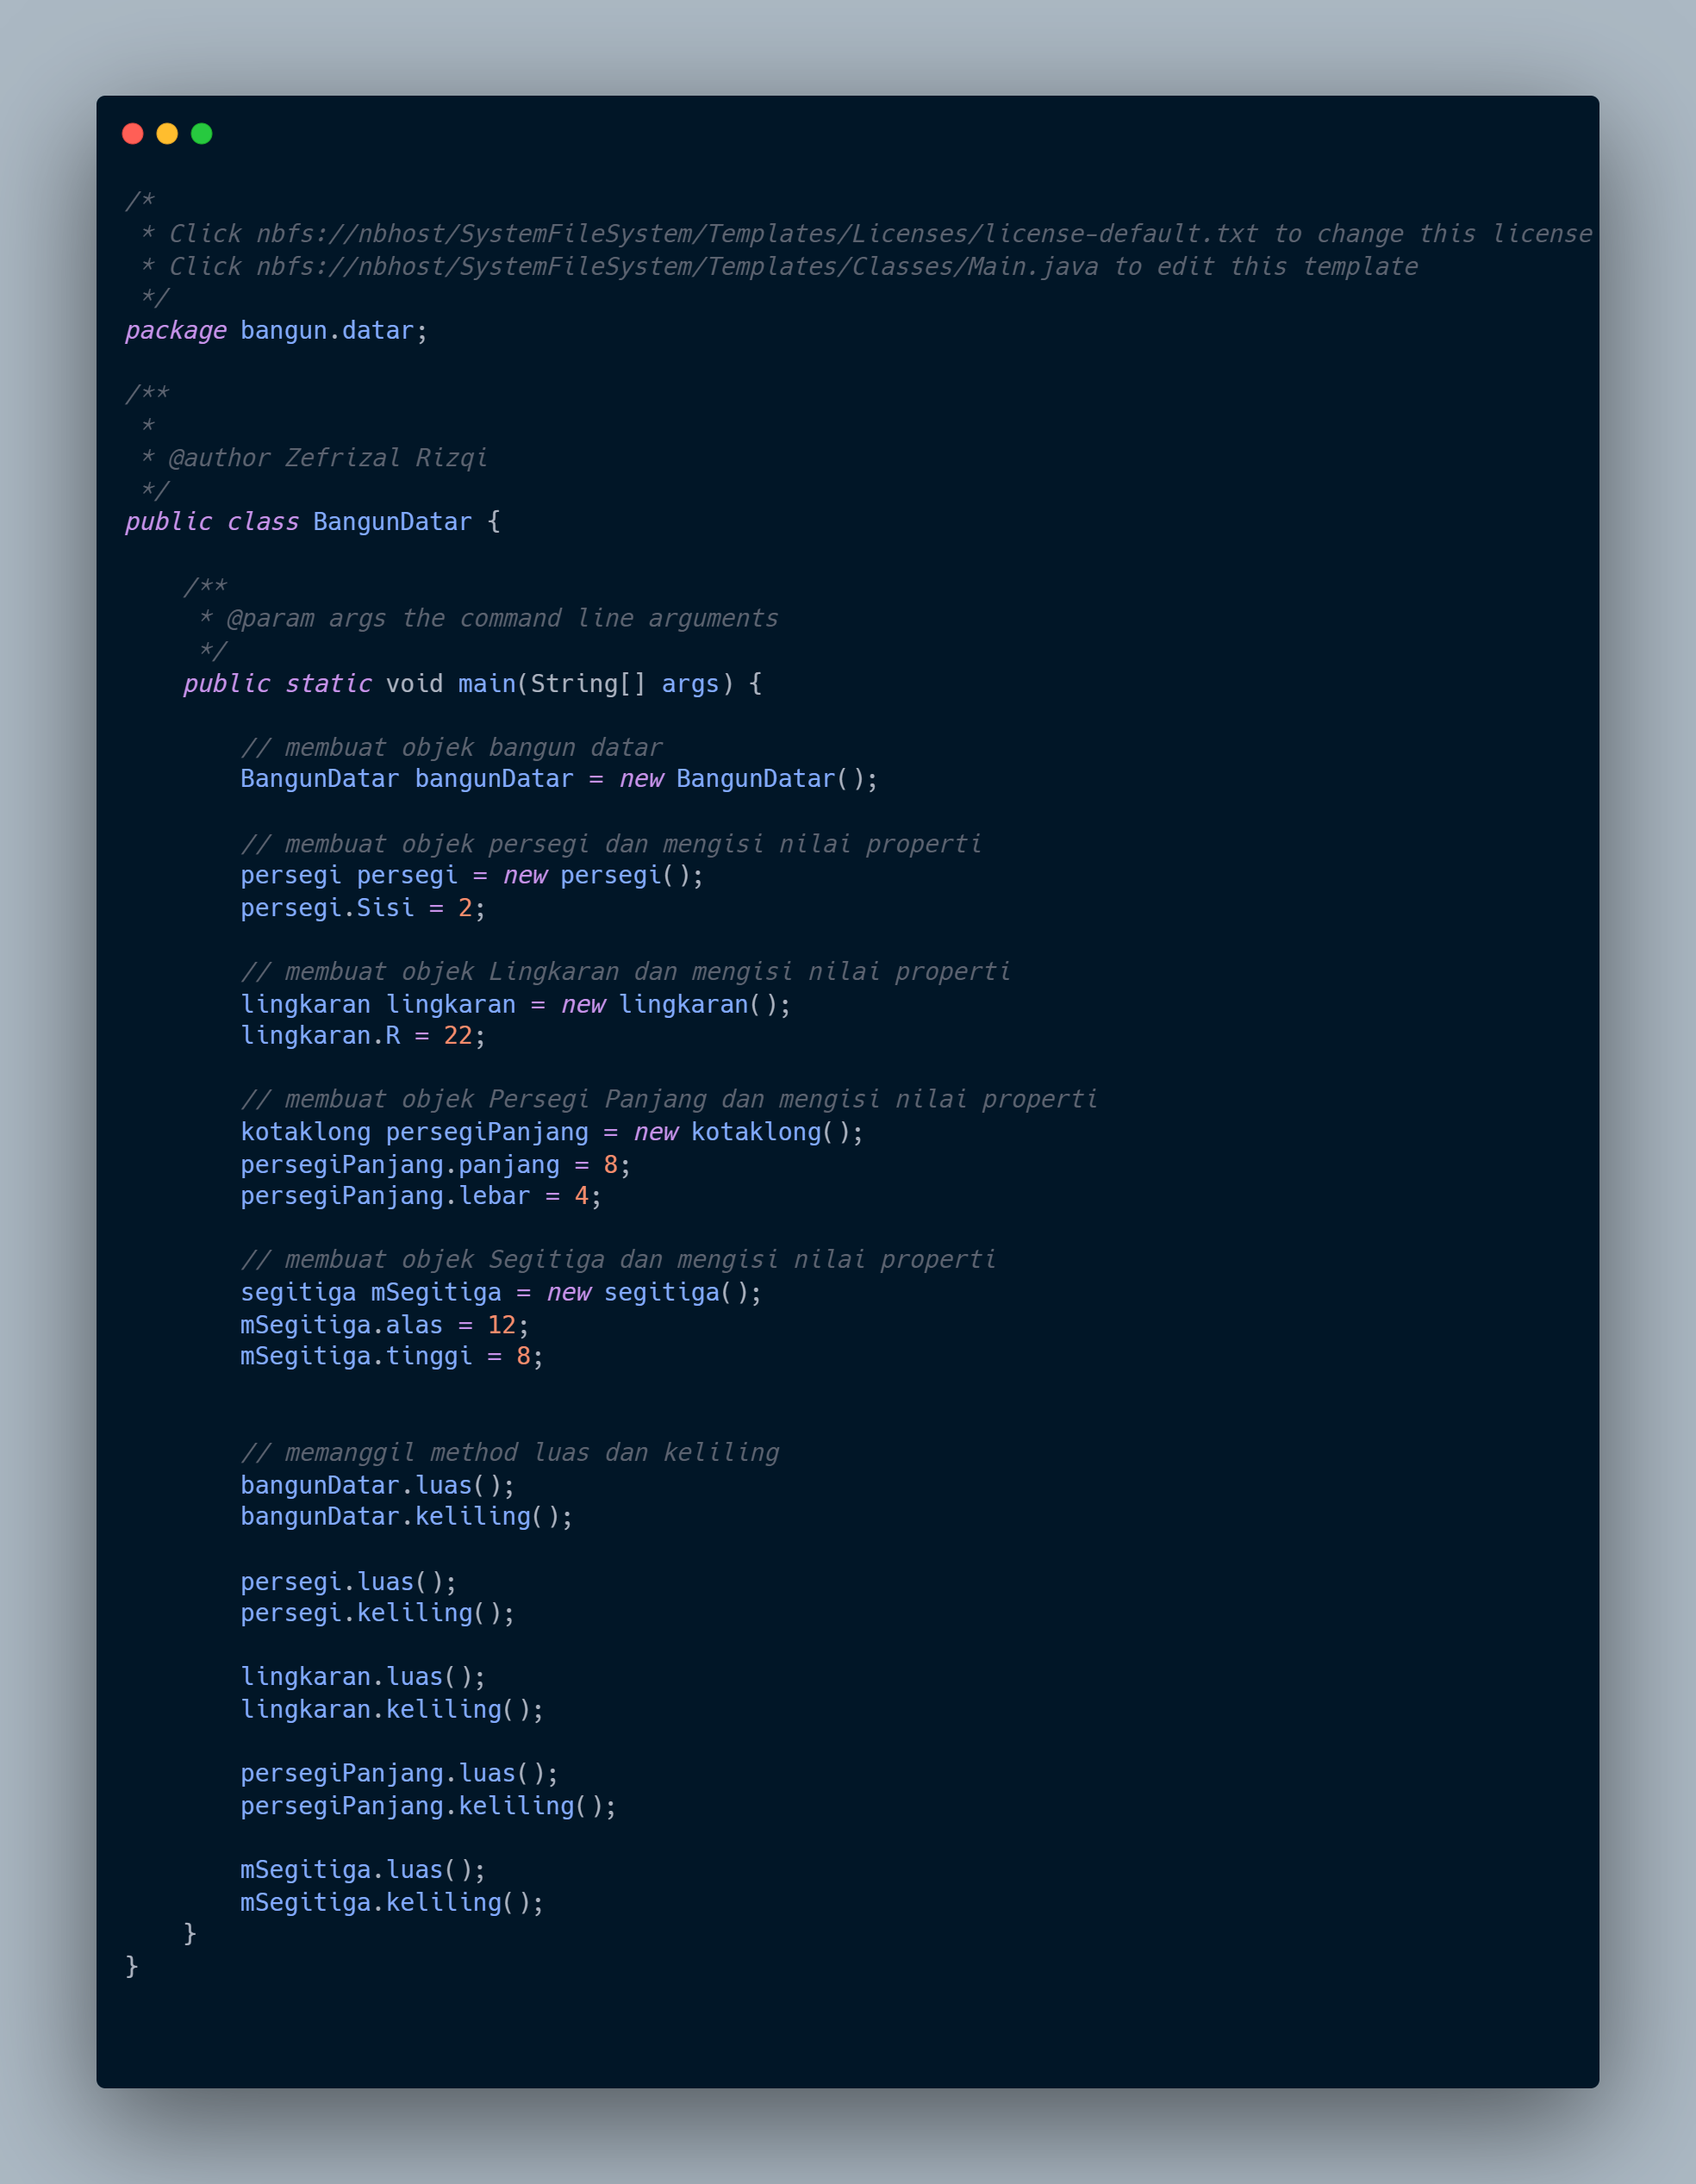 /*
 * Click nbfs://nbhost/SystemFileSystem/Templates/Licenses/license-default.txt to change this license
 * Click nbfs://nbhost/SystemFileSystem/Templates/Classes/Main.java to edit this template
 */
package bangun.datar;

/**
 *
 * @author Zefrizal Rizqi
 */
public class BangunDatar {

    /**
     * @param args the command line arguments
     */
    public static void main(String[] args) {

        // membuat objek bangun datar
        BangunDatar bangunDatar = new BangunDatar();

        // membuat objek persegi dan mengisi nilai properti
        persegi persegi = new persegi();
        persegi.Sisi = 2;

        // membuat objek Lingkaran dan mengisi nilai properti
        lingkaran lingkaran = new lingkaran();
        lingkaran.R = 22;

        // membuat objek Persegi Panjang dan mengisi nilai properti
        kotaklong persegiPanjang = new kotaklong();
        persegiPanjang.panjang = 8;
        persegiPanjang.lebar = 4;

        // membuat objek Segitiga dan mengisi nilai properti
        segitiga mSegitiga = new segitiga();
        mSegitiga.alas = 12;
        mSegitiga.tinggi = 8;


        // memanggil method luas dan keliling
        bangunDatar.luas();
        bangunDatar.keliling();

        persegi.luas();
        persegi.keliling();

        lingkaran.luas();
        lingkaran.keliling();

        persegiPanjang.luas();
        persegiPanjang.keliling();

        mSegitiga.luas();
        mSegitiga.keliling();
    }
}